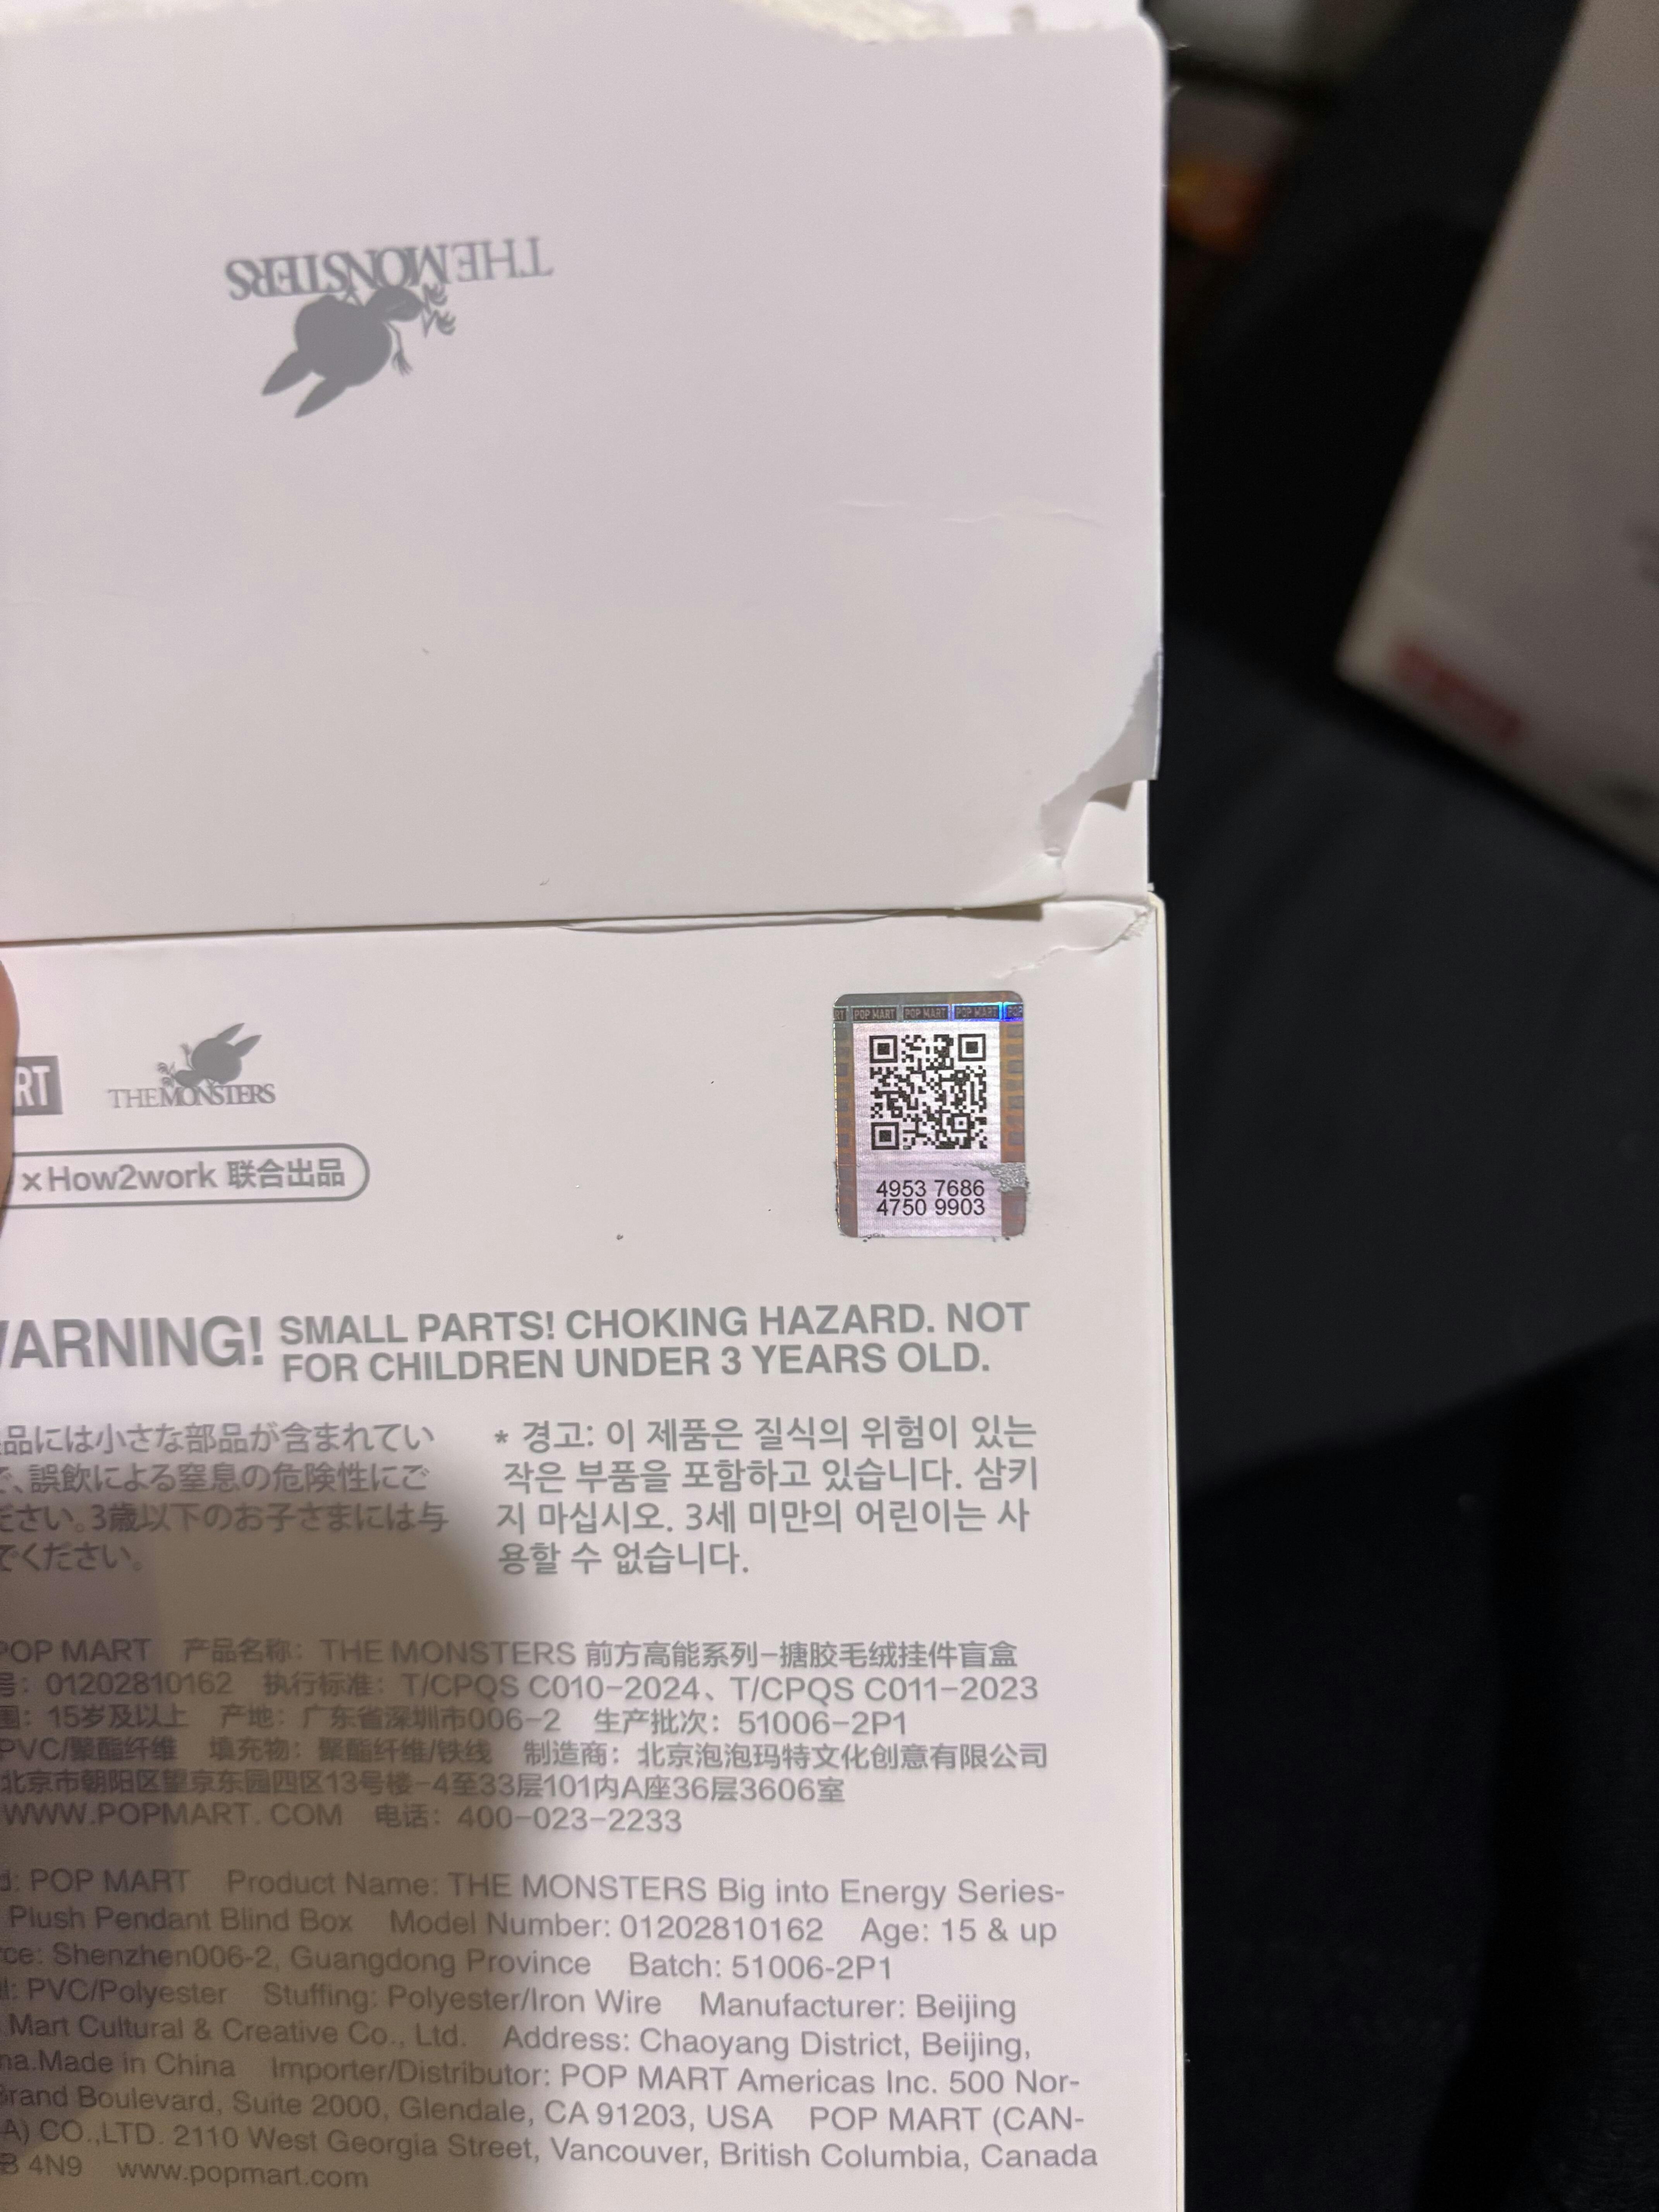 THE MONSTERS
POP MART POP MART POP MART
THE MONSTERS
×How2work 联合出品
4953 7686
4750 9903
SMALL PARTS! CHOKING HAZARD. NOT
FOR CHILDREN UNDER 3 YEARS OLD.
品には小さな部品が含まれてい
、誤飲による窒息の危険性にご
ださい。3歳以下のお子さまには与
でください。
* 경고: 이 제품은 질식의 위험이 있는
작은 부품을 포함하고 있습니다. 삼키
지 마십시오. 3세 미만의 어린이는 사
용할 수 없습니다.
POP MART 产品名称：THE MONSTERS 前方高能系列-搪胶毛绒挂件盲盒
号：01202810162 执行标准：T/CPQS C010-2024、T/CPQS C011-2023
围：15岁及以上 产地：广东省深圳市006-2 生产批次：51006-2P1
PVC/聚酯纤维 填充物：聚酯纤维/铁线 制造商：北京泡泡玛特文化创意有限公司
北京市朝阳区望京东园四区13号楼-4至33层101内A座36层3606室
WWW.POPMART.COM 电话：400-023-2233
d: POP MART Product Name: THE MONSTERS Big into Energy Series-
Plush Pendant Blind Box Model Number: 01202810162 Age: 15 & up
ce: Shenzhen006-2, Guangdong Province Batch: 51006-2P1
l: PVC/Polyester Stuffing: Polyester/Iron Wire Manufacturer: Beijing
Mart Cultural & Creative Co., Ltd. Address: Chaoyang District, Beijing,
na.Made in China Importer/Distributor: POP MART Americas Inc. 500 Nor-
Brand Boulevard, Suite 2000, Glendale, CA 91203, USA POP MART (CAN-
A) CO.,LTD. 2110 West Georgia Street, Vancouver, British Columbia, Canada
4N9 www.popmart.com